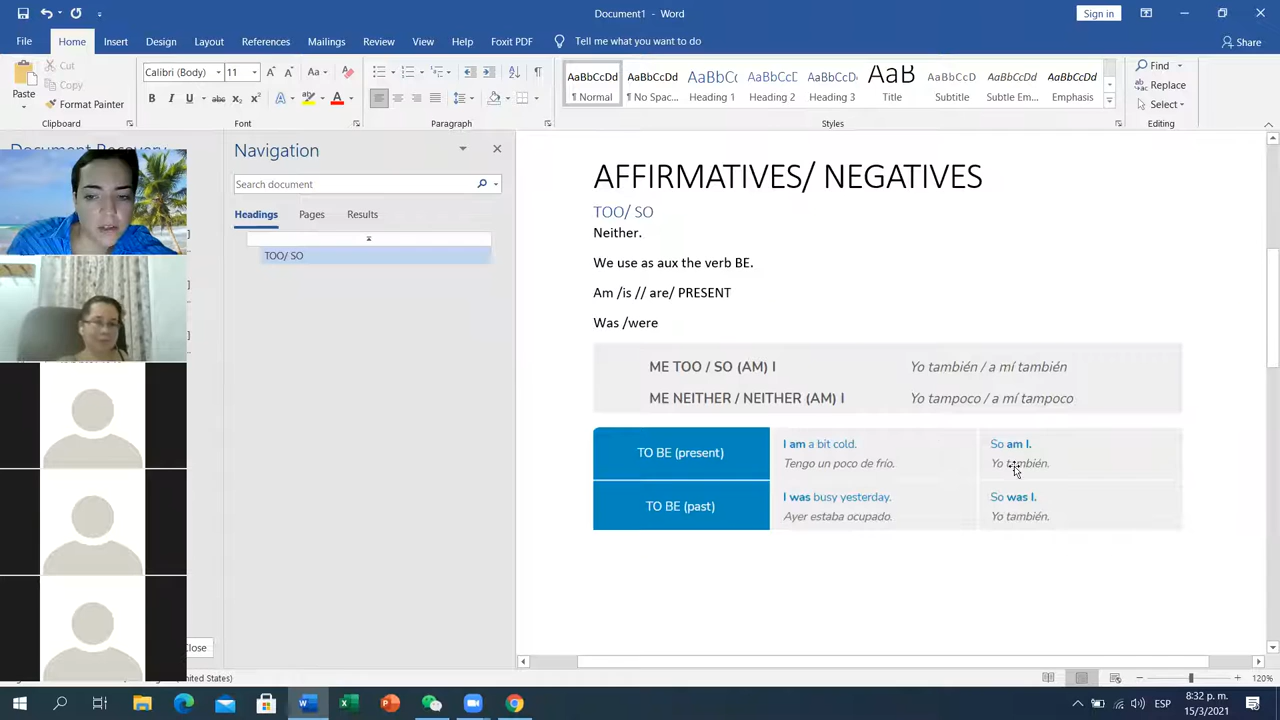 Document1 - Word
Sign in
File Home Insert Design Layout References Mailings Review View Help Foxit PDF Tell me what you want to do Share
Paste
Cut
Copy
Format Painter
Clipboard
Calibri (Body) 11
Font
Paragraph
AaBbCcDd AaBbCcDd AaBbCc AaBbCcD AaBbCcDd AaB AaBbCcDd AaBbCcDd AaBbCcDd
¶ Normal ¶ No Spac... Heading 1 Heading 2 Heading 3 Title Subtitle Subtle Em... Emphasis
Styles
Find
Replace
Select
Editing
Navigation
Search document
Headings Pages Results
TOO/ SO
Close
AFFIRMATIVES/ NEGATIVES
TOO/ SO
Neither.
We use as aux the verb BE.
Am /is // are/ PRESENT
Was /were
ME TOO / SO (AM) I Yo también / a mí también
ME NEITHER / NEITHER (AM) I Yo tampoco / a mí tampoco
TO BE (present)
I am a bit cold.
Tengo un poco de frío.
So am I.
Yo también.
TO BE (past)
I was busy yesterday.
Ayer estaba ocupado.
So was I.
Yo también.
States)
120%
ESP
8:32 p. m.
15/3/2021